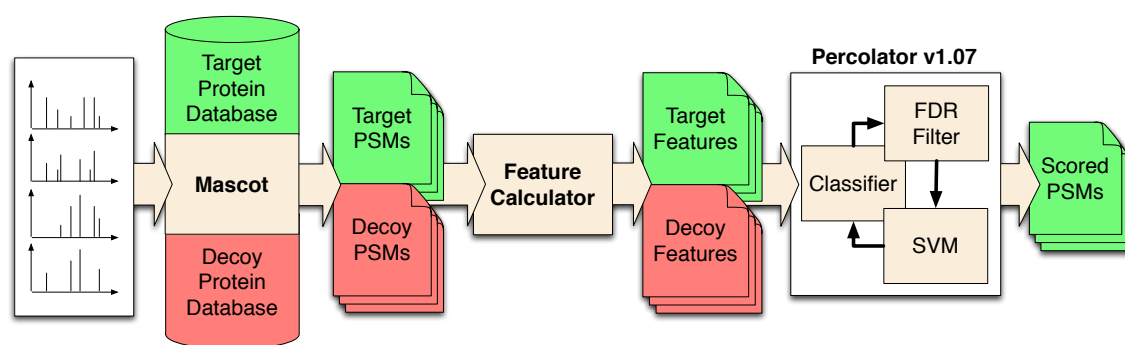 Target
Protein
Database
Mascot
Decoy
Protein
Database
Target
PSMs
Decoy
PSMs
Feature
Calculator
Target
Features
Decoy
Features
Percolator v1.07
FDR
Filter
Classifier
SVM
Scored
PSMs